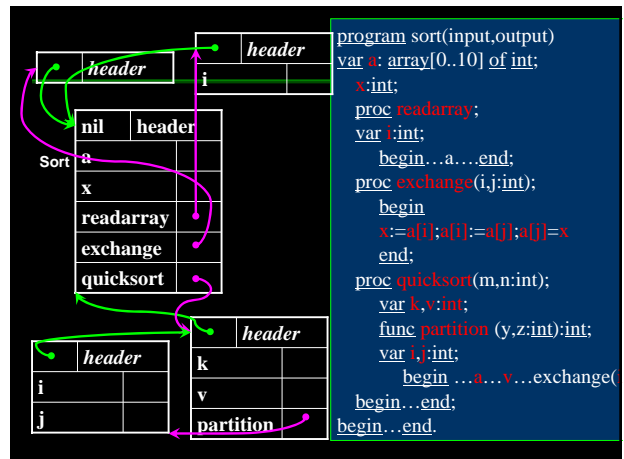 header
i
header
nil header
Sort
a
x
readarray
exchange
quicksort
header
k
v
partition
header
i
j
program sort(input,output)
var a: array[0..10] of int;
x:int;
proc readarray;
var i:int;
begin…a….end;
proc exchange(i,j:int);
begin
x:=a[i];a[i]:=a[j];a[j]=x
end;
proc quicksort(m,n:int);
var k,v:int;
func partition (y,z:int):int;
var i,j:int;
begin …a…v…exchange(
begin…end;
begin…end.